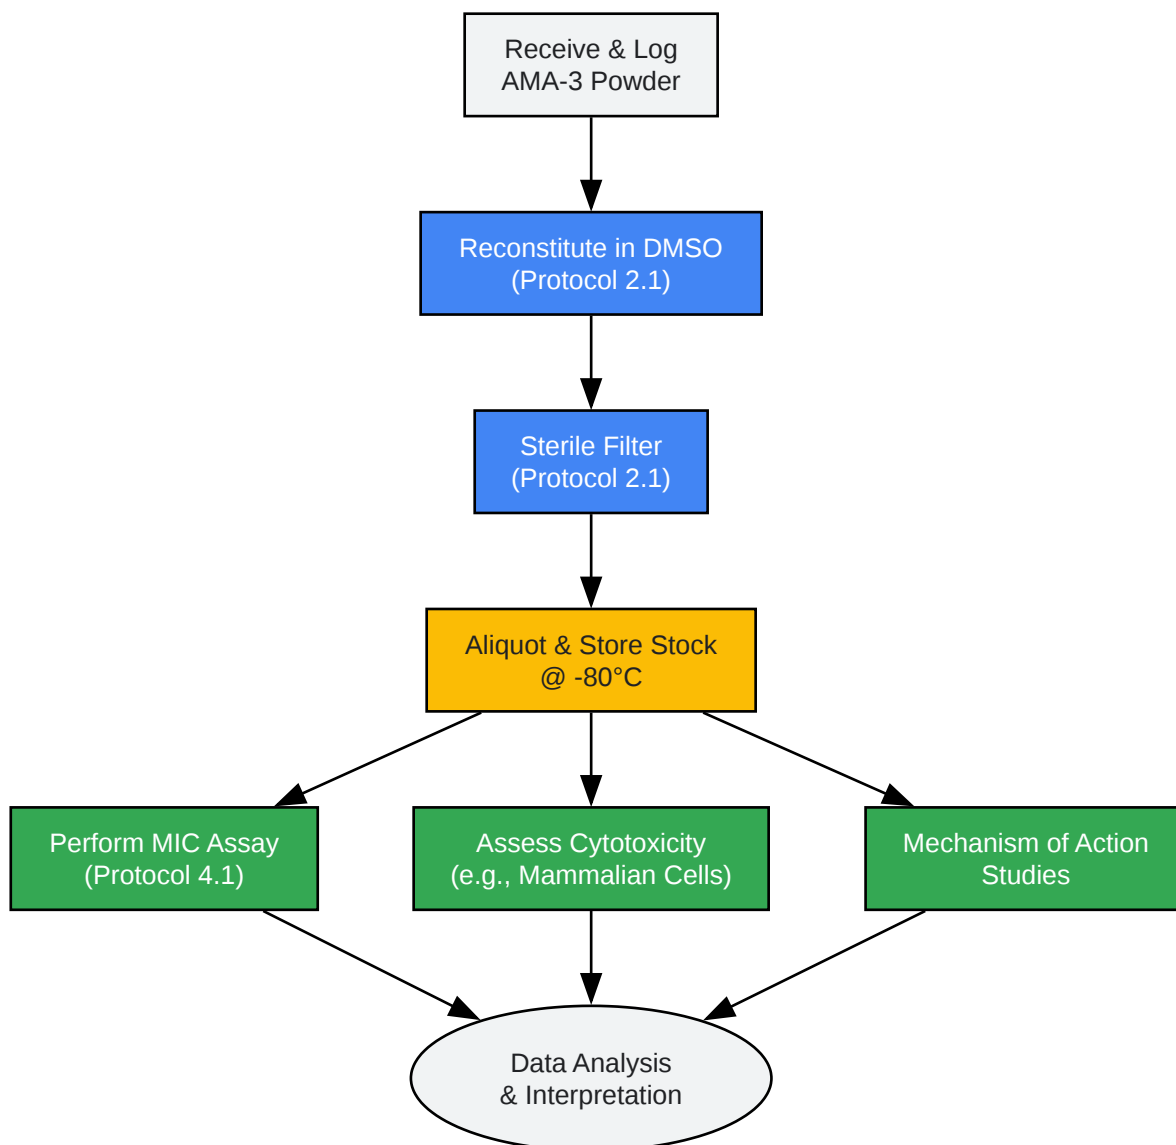 Receive & Log
AMA-3 Powder
Reconstitute in DMSO
(Protocol 2.1)
Sterile Filter
(Protocol 2.1)
Aliquot & Store Stock
@ -80°C
Perform MIC Assay
(Protocol 4.1)
Assess Cytotoxicity
(e.g., Mammalian Cells)
Mechanism of Action
Studies
Data Analysis
& Interpretation